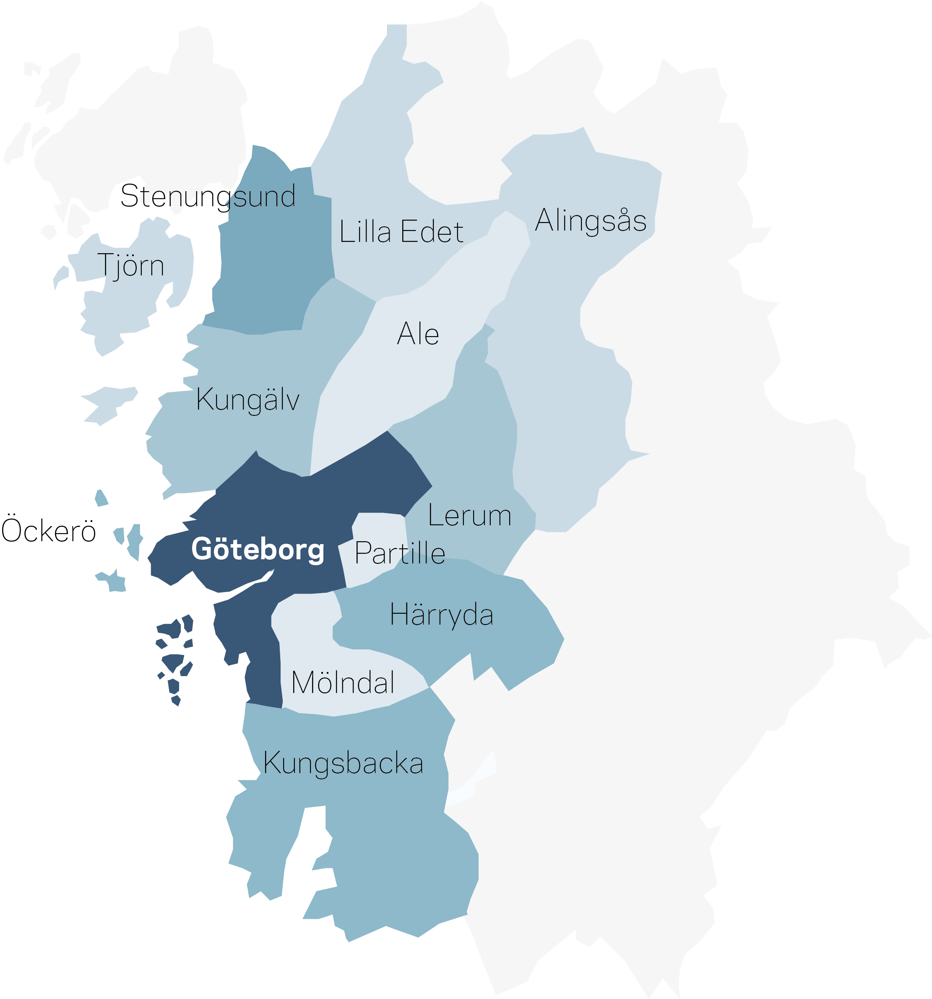 Stenungsund
Alingsås
Lilla Edet
Tjörn
Ale
Kungälv
Lerum
Öckerö
Göteborg
Partille
Härryda
Mölndal
Kungsbacka